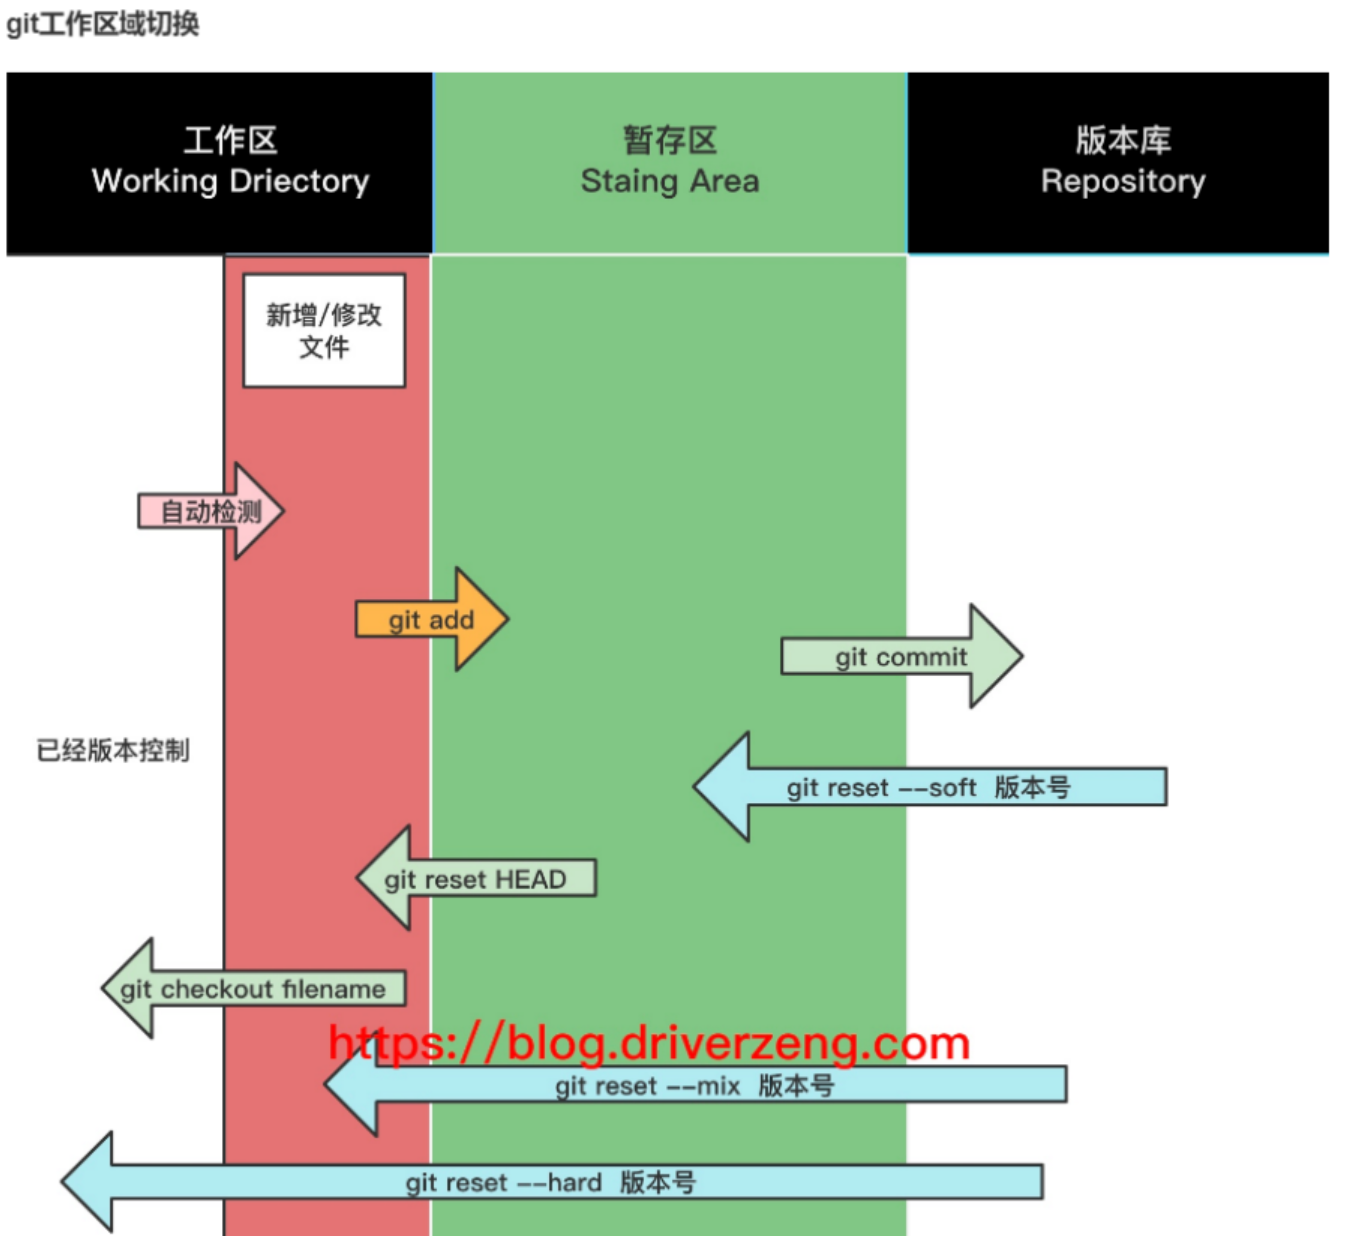 git工作区域切换
工作区
Working Driectory
暂存区
Staing Area
版本库
Repository
新增/修改
文件
自动检测
git add
git commit
已经版本控制
git reset --soft 版本号
git reset HEAD
git checkout filename
https://blog.driverzeng.com
git reset --mix 版本号
git reset --hard 版本号